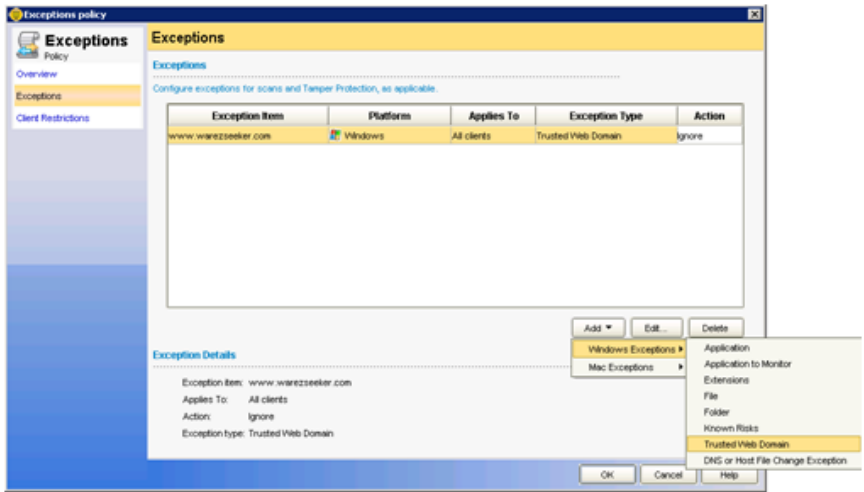 Exceptions policy
Exceptions
Policy
Overview
Exceptions
Client Restrictions
Exceptions
Exceptions
Configure exceptions for scans and Tamper Protection, as applicable.
Exception Item Platform Applies To Exception Type Action
www.warezseeker.com Windows All clients Trusted Web Domain Ignore
Add Edit... Delete
Windows Exceptions
Mac Exceptions
Application
Application to Monitor
Extensions
File
Folder
Known Risks
Trusted Web Domain
DNS or Host File Change Exception
Exception Details
Exception Item: www.warezseeker.com
Applies To: All clients
Action: Ignore
Exception type: Trusted Web Domain
OK Cancel Help